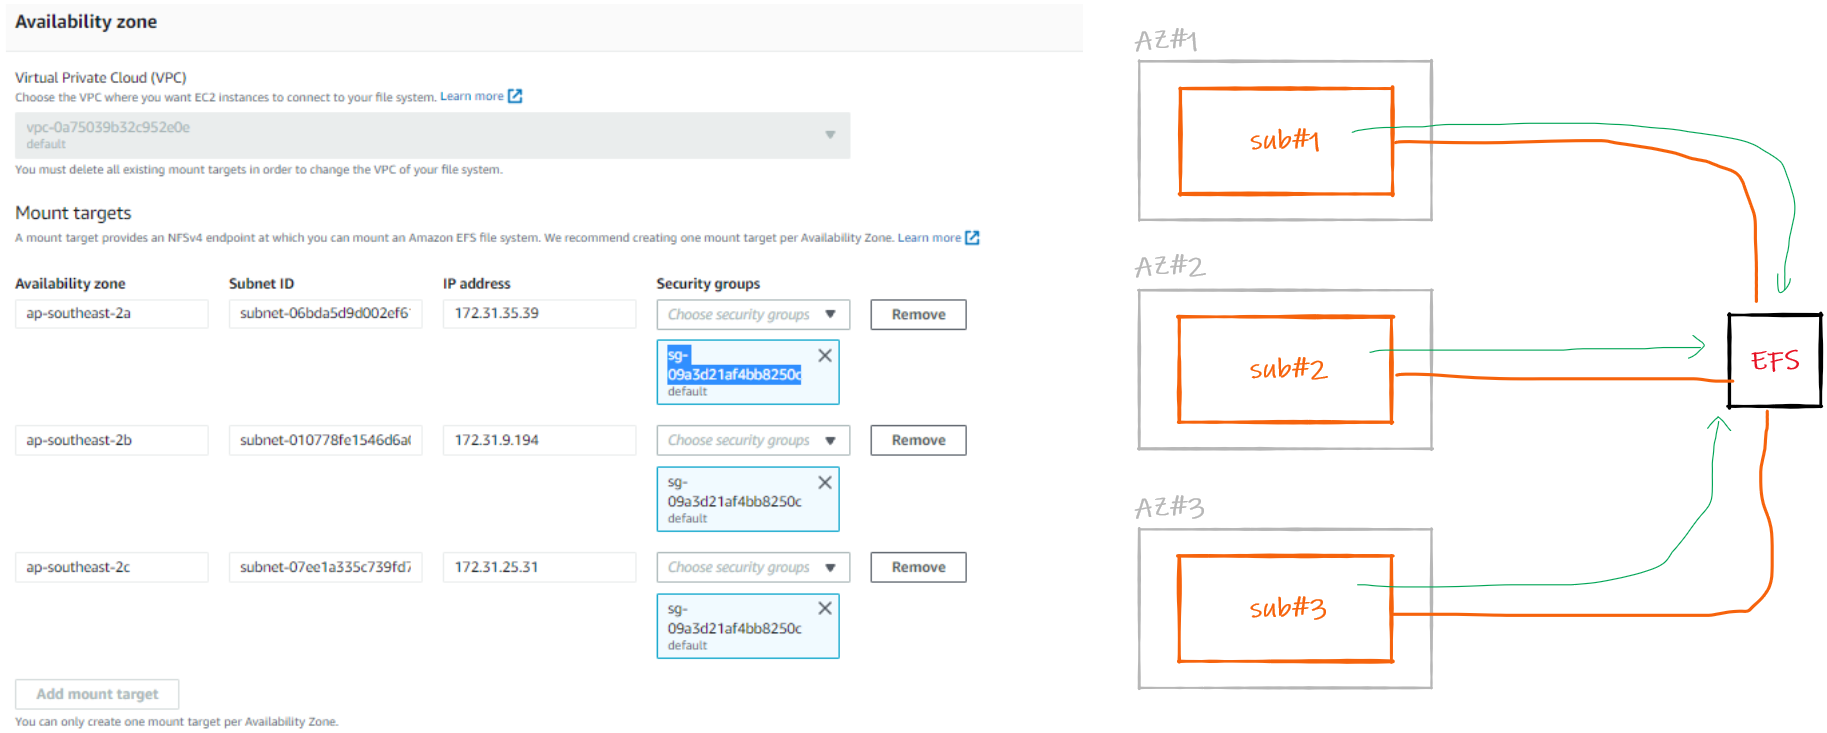 Availability zone
Virtual Private Cloud (VPC)
Choose the VPC where you want EC2 instances to connect to your file system. Learn more
vpc-0a75039b32c952e0e
default
You must delete all existing mount targets in order to change the VPC of your file system.
Mount targets
A mount target provides an NFSv4 endpoint at which you can mount an Amazon EFS file system. We recommend creating one mount target per Availability Zone. Learn more
Availability zone Subnet ID IP address Security groups
ap-southeast-2a subnet-06bda5d9d002ef6 172.31.35.39 Choose security groups Remove
sg-
09a3d21af4bb8250c
default
ap-southeast-2b subnet-010778fe1546d6a 172.31.9.194 Choose security groups Remove
sg-
09a3d21af4bb8250c
default
ap-southeast-2c subnet-07ee1a335c739fd 172.31.25.31 Choose security groups Remove
sg-
09a3d21af4bb8250c
default
Add mount target
You can only create one mount target per Availability Zone.
AZ#1
sub#1
AZ#2
sub#2
EFS
AZ#3
sub#3